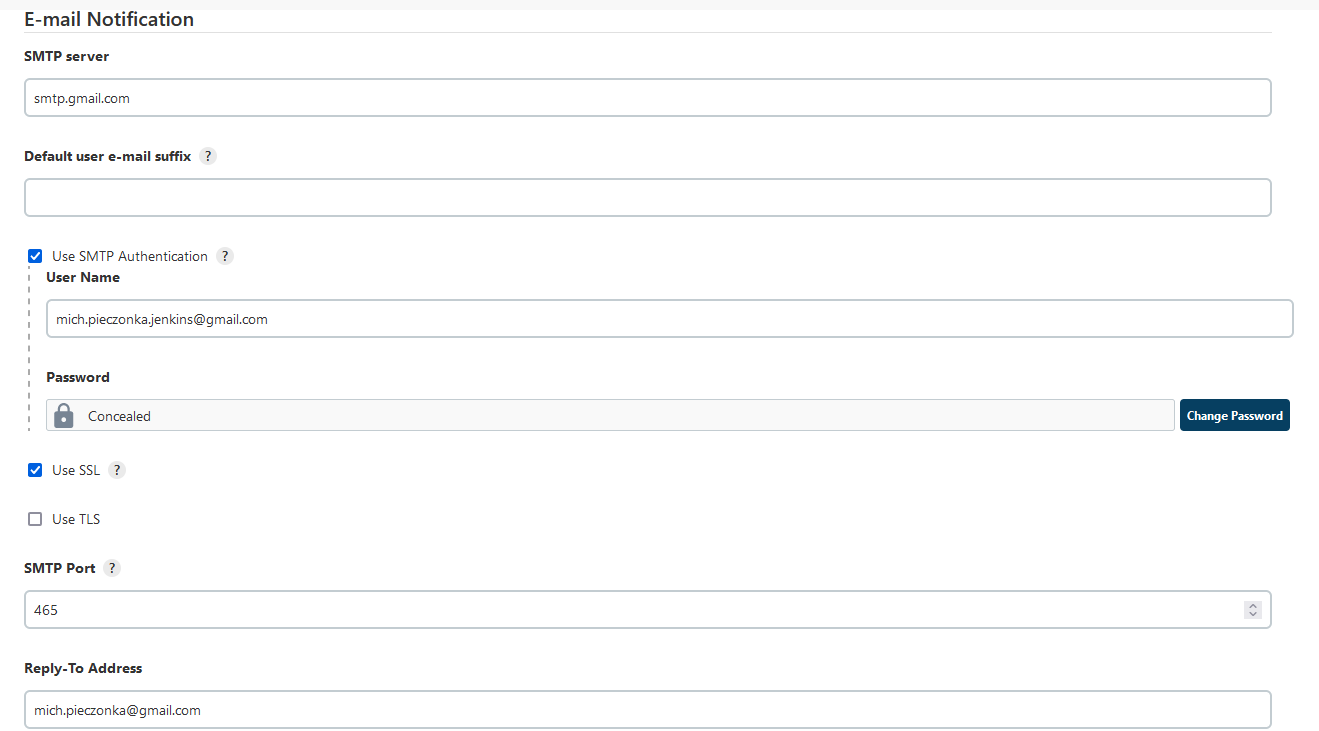 E-mail Notification
SMTP server
smtp.gmail.com
Default user e-mail suffix ?
Use SMTP Authentication ?
User Name
mich.pieczonka.jenkins@gmail.com
Password
Concealed Change Password
Use SSL ?
Use TLS
SMTP Port ?
465
Reply-To Address
mich.pieczonka@gmail.com